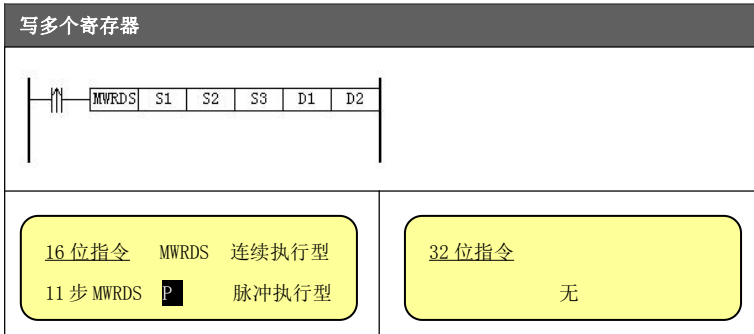 写多个寄存器
MWRDS S1 S2 S3 D1 D2
16 位指令 MWRDS 连续执行型
11 步 MWRDS P 脉冲执行型
32 位指令
无